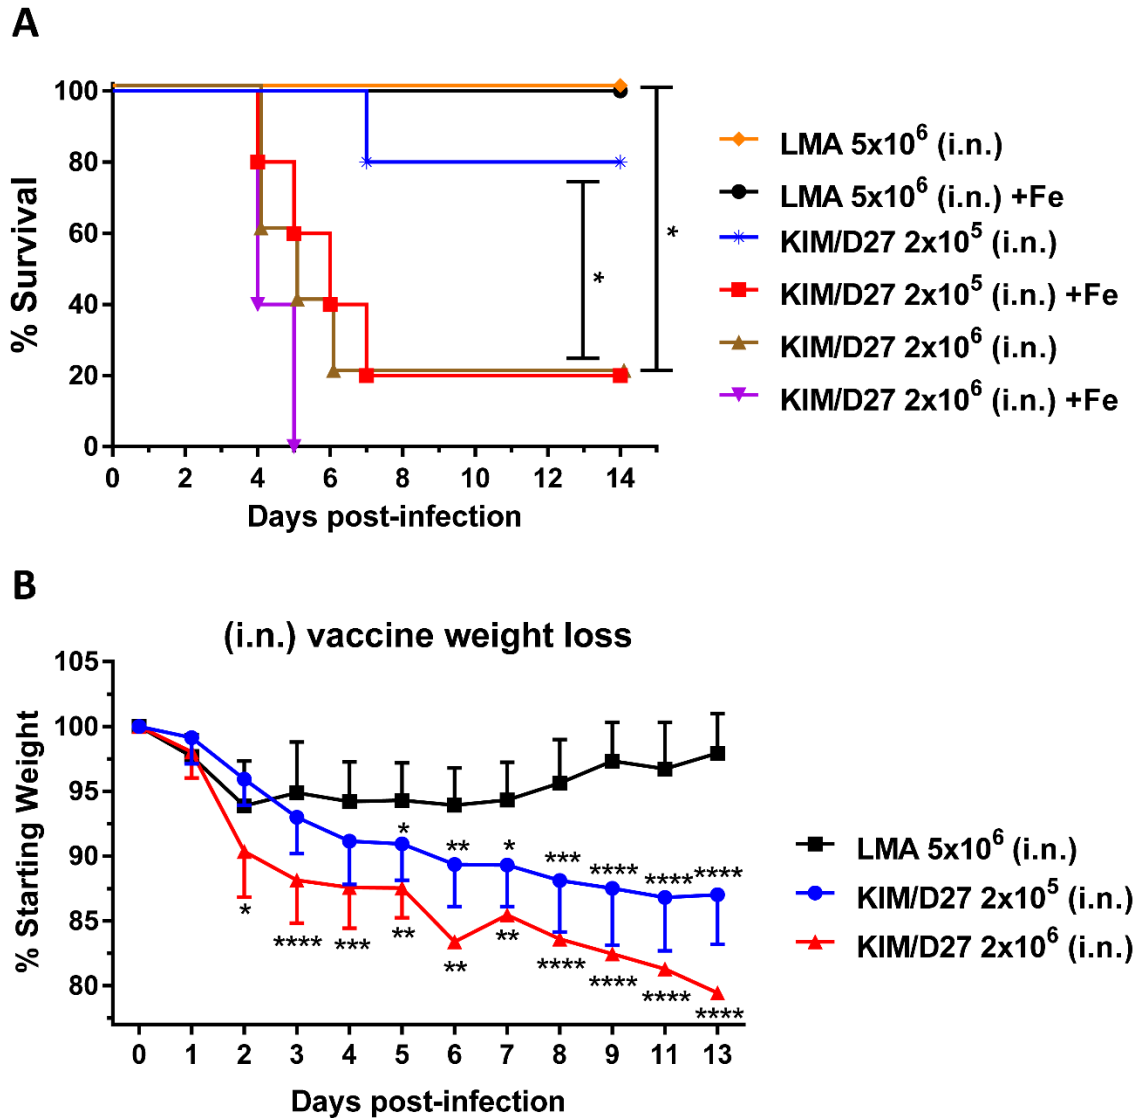 A
% Survival
100
80
60
40
20
0
0 2 4 6 8 10 12 14
Days post-infection
*
*
LMA 5x10⁶ (i.n.)
LMA 5x10⁶ (i.n.) +Fe
KIM/D27 2x10⁵ (i.n.)
KIM/D27 2x10⁵ (i.n.) +Fe
KIM/D27 2x10⁶ (i.n.)
KIM/D27 2x10⁶ (i.n.) +Fe
B
(i.n.) vaccine weight loss
% Starting Weight
105
100
95
90
85
80
* ** * *** **** **** ****
* **** *** ** ** ** **** **** **** ****
0 1 2 3 4 5 6 7 8 9 11 13
Days post-infection
LMA 5x10⁶ (i.n.)
KIM/D27 2x10⁵ (i.n.)
KIM/D27 2x10⁶ (i.n.)